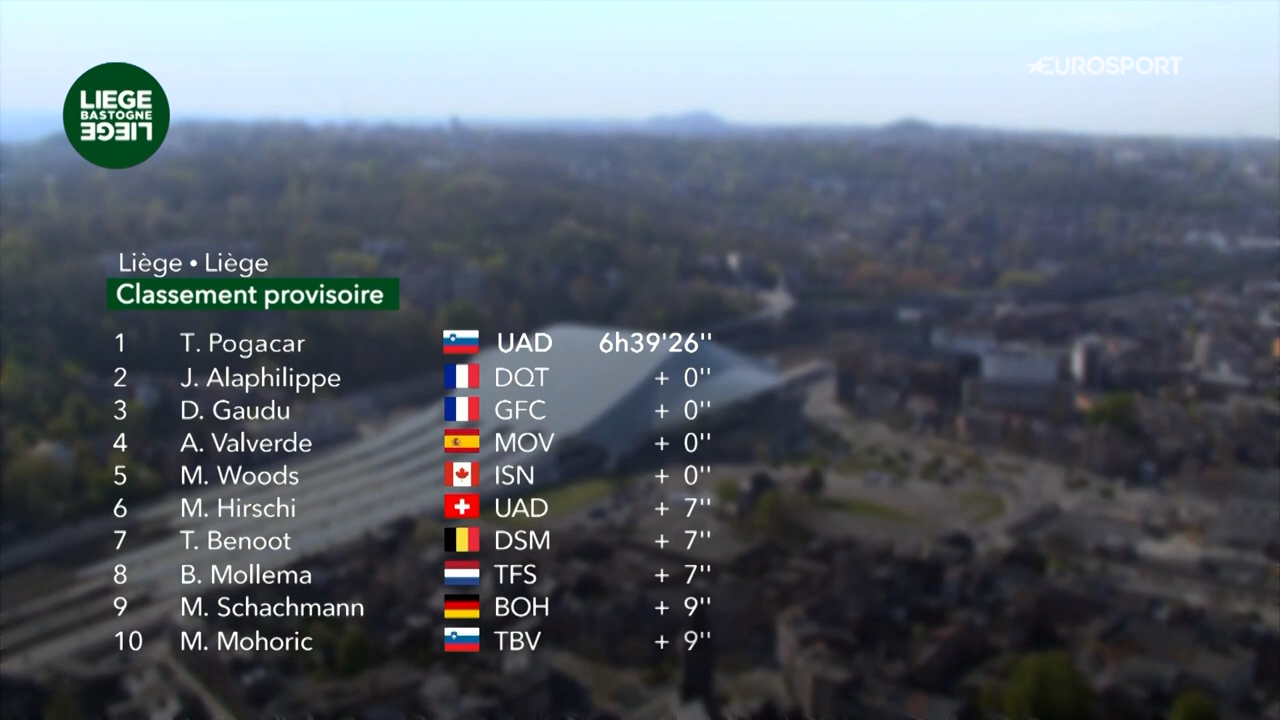 LIEGE
BASTOGNE
LIEGE
EUROSPORT
Liège • Liège
Classement provisoire
1 T. Pogacar UAD 6h39'26''
2 J. Alaphilippe DQT + 0''
3 D. Gaudu GFC + 0''
4 A. Valverde MOV + 0''
5 M. Woods ISN + 0''
6 M. Hirschi UAD + 7''
7 T. Benoot DSM + 7''
8 B. Mollema TFS + 7''
9 M. Schachmann BOH + 9''
10 M. Mohoric TBV + 9''